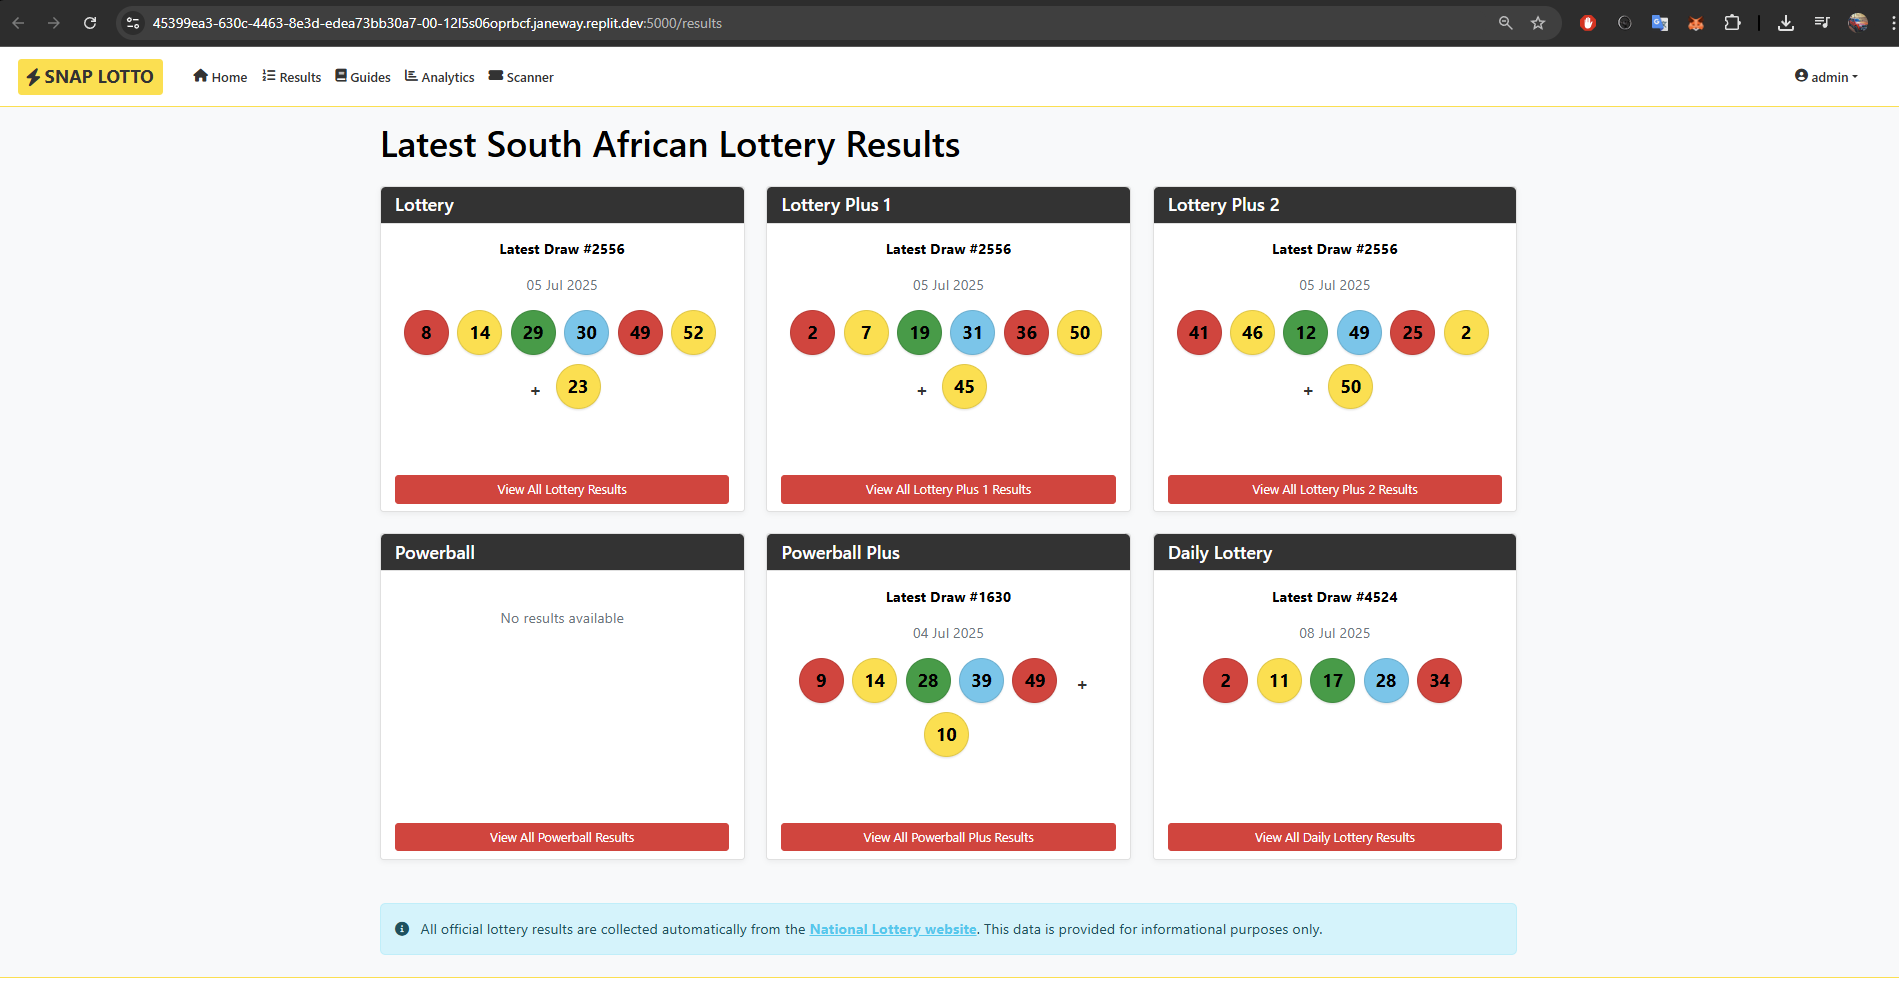 45399ea3-630c-4463-8e3d-edea73bb30a7-00-12l5s06oprbcf.janeway.replit.dev:5000/results
SNAP LOTTO Home Results Guides Analytics Scanner admin
Latest South African Lottery Results
Lottery
Latest Draw #2556
05 Jul 2025
8 14 29 30 49 52
+ 23
View All Lottery Results
Lottery Plus 1
Latest Draw #2556
05 Jul 2025
2 7 19 31 36 50
+ 45
View All Lottery Plus 1 Results
Lottery Plus 2
Latest Draw #2556
05 Jul 2025
41 46 12 49 25 2
+ 50
View All Lottery Plus 2 Results
Powerball
No results available
View All Powerball Results
Powerball Plus
Latest Draw #1630
04 Jul 2025
9 14 28 39 49 +
10
View All Powerball Plus Results
Daily Lottery
Latest Draw #4524
08 Jul 2025
2 11 17 28 34
View All Daily Lottery Results
All official lottery results are collected automatically from the National Lottery website. This data is provided for informational purposes only.